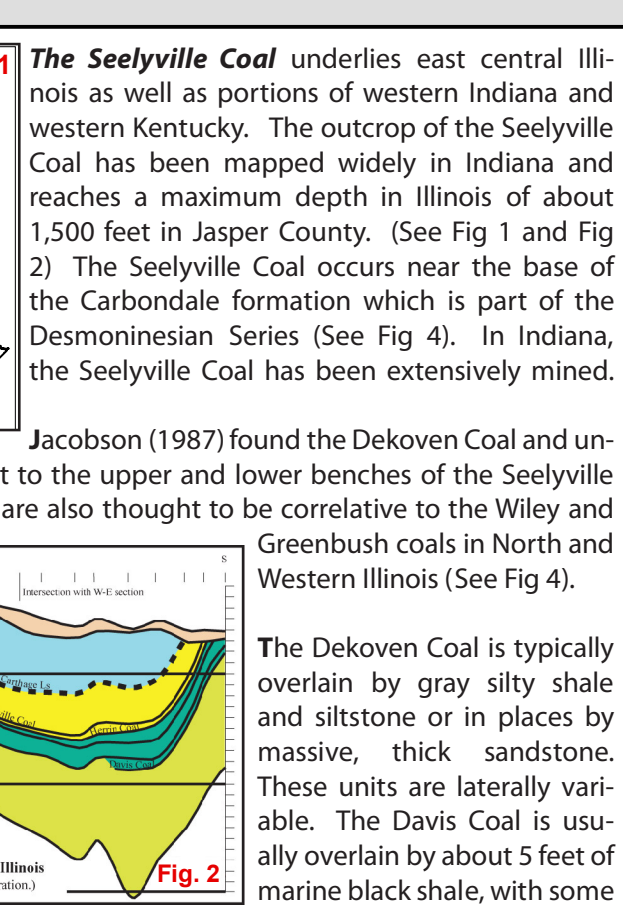 1
The Seelyville Coal underlies east central Illi-
nois as well as portions of western Indiana and
western Kentucky. The outcrop of the Seelyville
Coal has been mapped widely in Indiana and
reaches a maximum depth in Illinois of about
1,500 feet in Jasper County. (See Fig 1 and Fig
2) The Seelyville Coal occurs near the base of
the Carbondale formation which is part of the
Desmoninesian Series (See Fig 4). In Indiana,
the Seelyville Coal has been extensively mined.
Jacobson (1987) found the Dekoven Coal and un-
to the upper and lower benches of the Seelyville
are also thought to be correlative to the Wiley and
Greenbush coals in North and
Western Illinois (See Fig 4).
The Dekoven Coal is typically
overlain by gray silty shale
and siltstone or in places by
massive, thick sandstone.
These units are laterally vari-
able. The Davis Coal is usu-
ally overlain by about 5 feet of
marine black shale, with some
S
Intersection with W-E section
Carthage Ls
Coal
Herrin Coal
Davis Coal
Illinois
Fig. 2